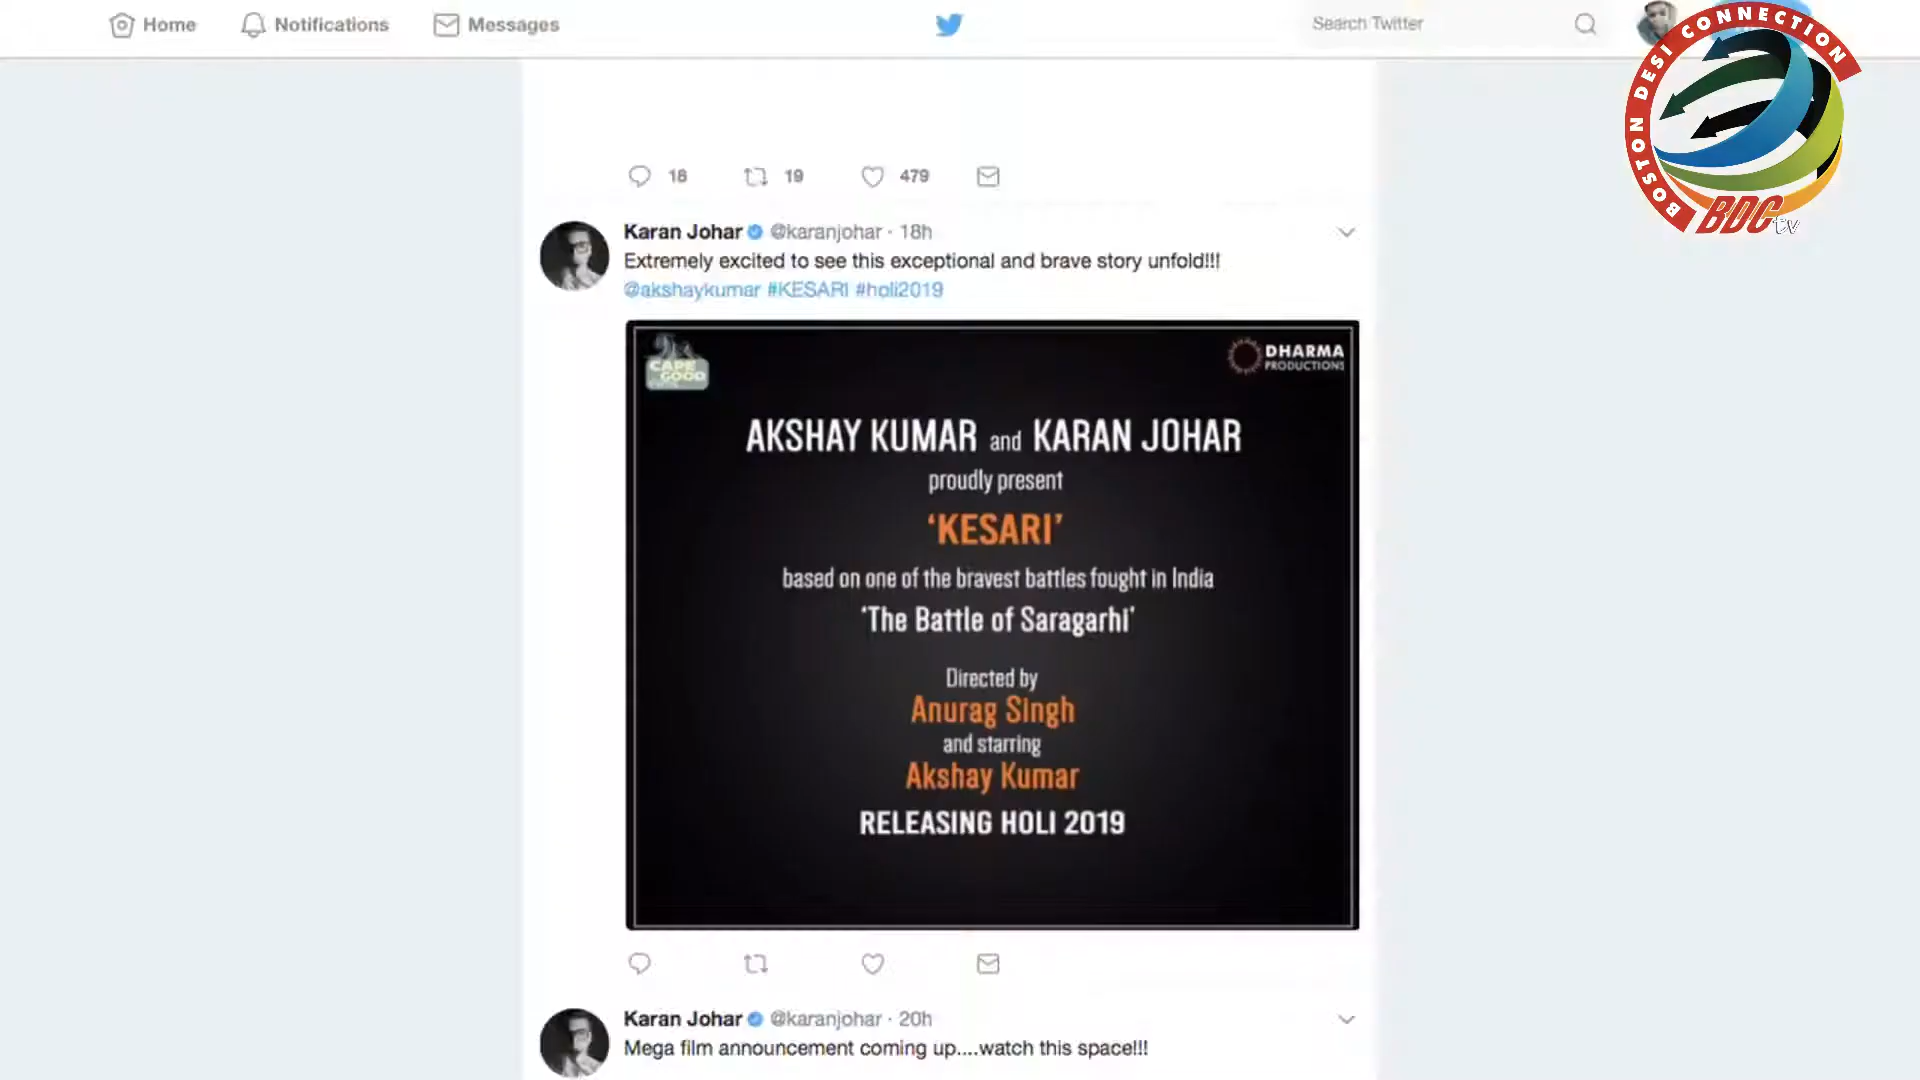 Home Notifications Messages Search Twitter
BOSTON DESI CONNECTION
BDC tv
18 19 479
Karan Johar @karanjohar · 18h
Extremely excited to see this exceptional and brave story unfold!!!
@akshaykumar #KESARI #holi2019
CAPE GOOD
DHARMA
PRODUCTIONS
AKSHAY KUMAR and KARAN JOHAR
proudly present
‘KESARI’
based on one of the bravest battles fought in India
‘The Battle of Saragarhi’
Directed by
Anurag Singh
and starring
Akshay Kumar
RELEASING HOLI 2019
Karan Johar @karanjohar · 20h
Mega film announcement coming up....watch this space!!!